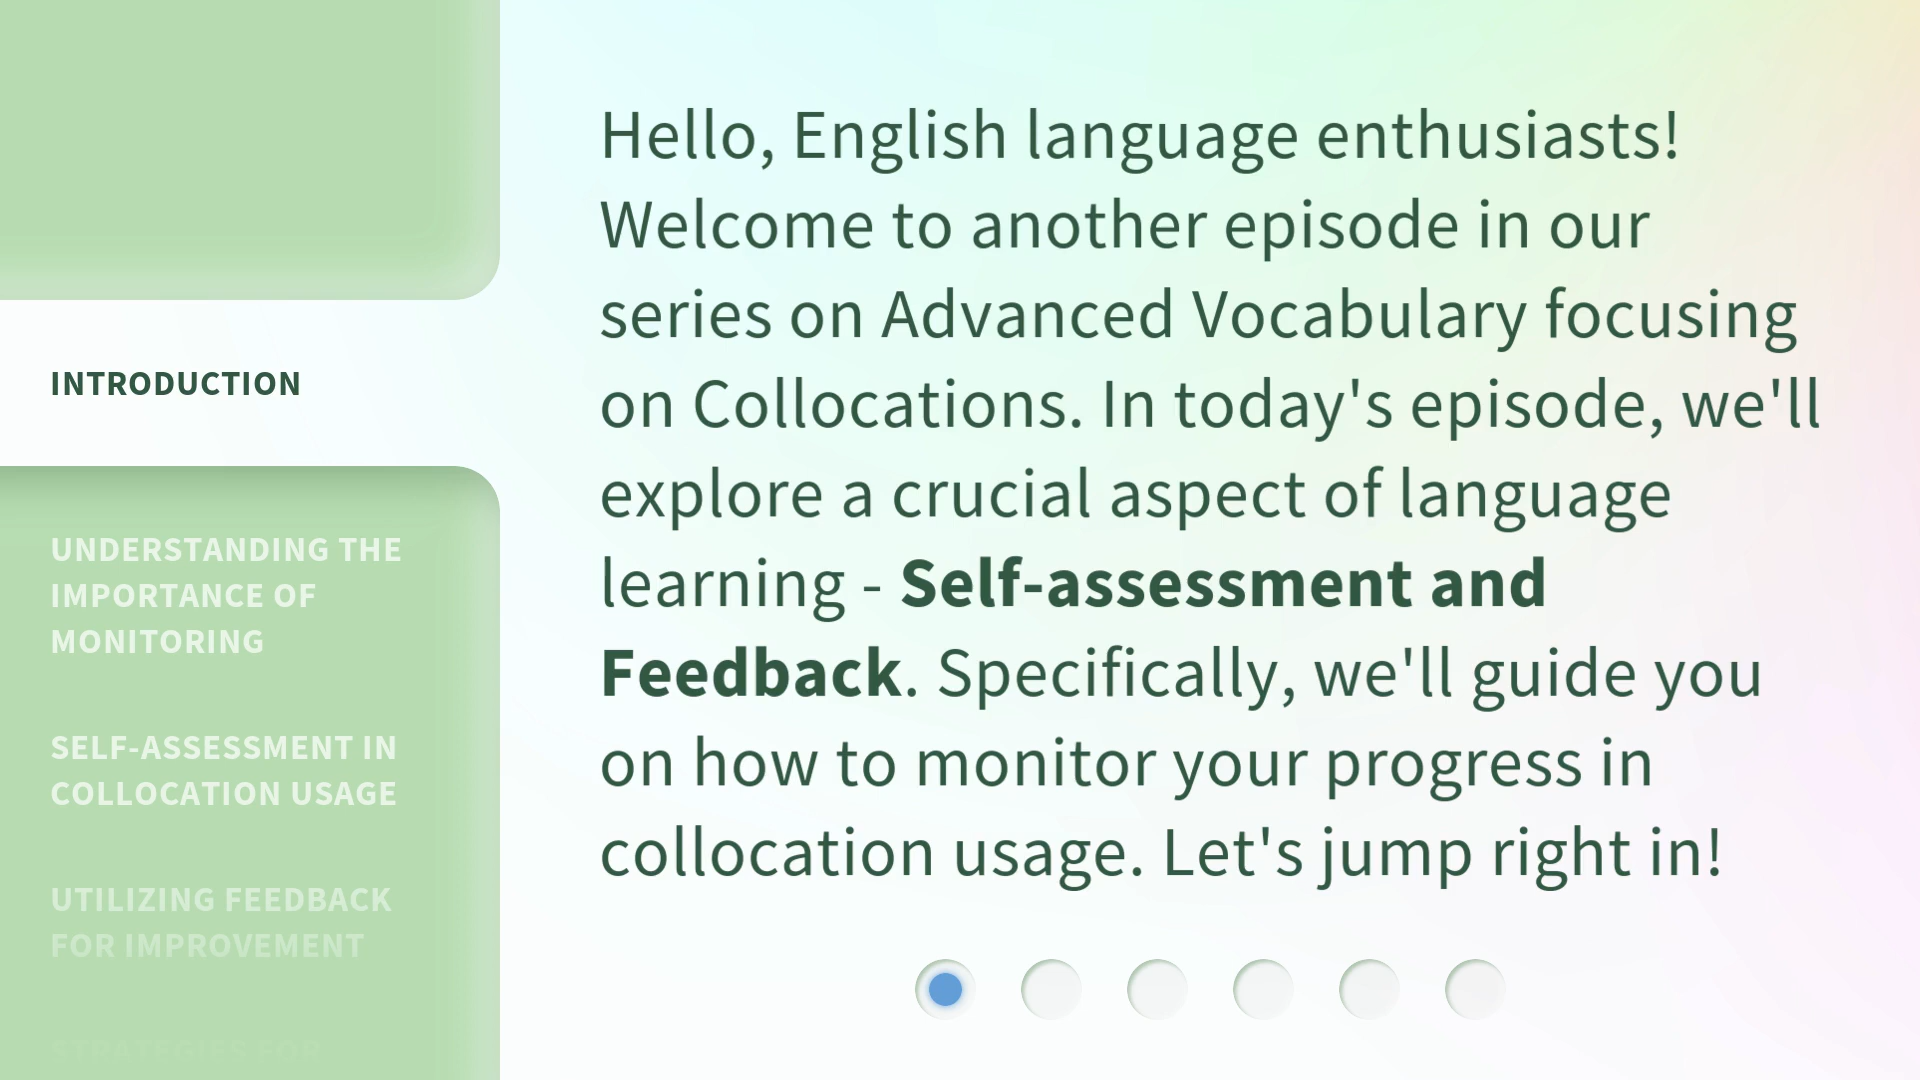 INTRODUCTION
UNDERSTANDING THE
IMPORTANCE OF
MONITORING
SELF-ASSESSMENT IN
COLLOCATION USAGE
UTILIZING FEEDBACK
FOR IMPROVEMENT
STRATEGIES FOR
Hello, English language enthusiasts!
Welcome to another episode in our
series on Advanced Vocabulary focusing
on Collocations. In today's episode, we'll
explore a crucial aspect of language
learning - Self-assessment and
Feedback. Specifically, we'll guide you
on how to monitor your progress in
collocation usage. Let's jump right in!